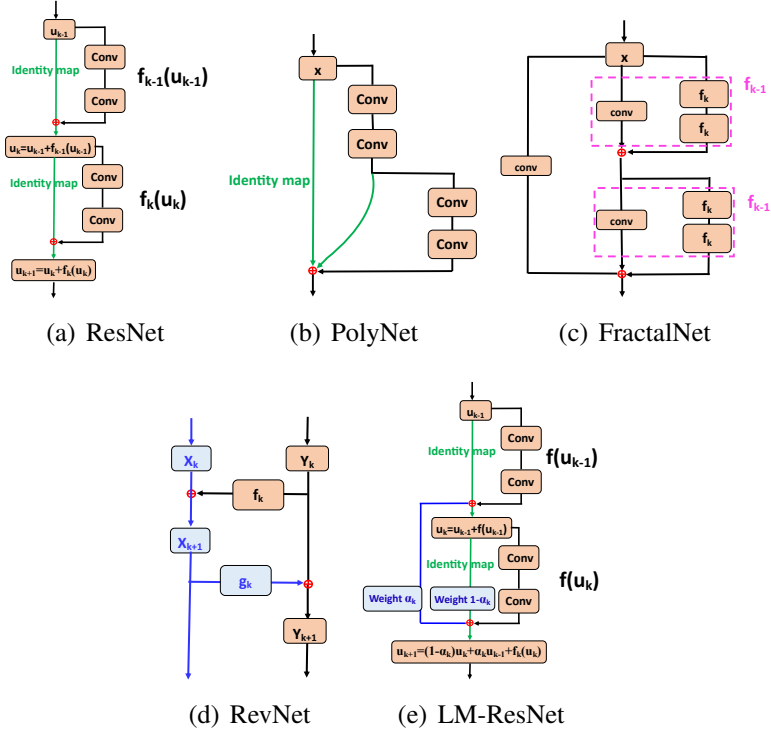 u_{k-1}
Conv
Identity map
f_{k-1}(u_{k-1})
Conv
u_k=u_{k-1}+f_{k-1}(u_{k-1})
Conv
Identity map
f_k(u_k)
Conv
u_{k+1}=u_k+f_k(u_k)
(a) ResNet
x
Conv
Conv
Identity map
Conv
Conv
(b) PolyNet
x
f_{k-1}
f_k
conv
f_k
conv
f_{k-1}
f_k
conv
f_k
(c) FractalNet
X_k
Y_k
f_k
X_{k+1}
g_k
Y_{k+1}
(d) RevNet
u_{k-1}
Conv
Identity map
f(u_{k-1})
Conv
u_k=u_{k-1}+f(u_{k-1})
Conv
Identity map
f(u_k)
Weight α_k
Weight 1-α_k
Conv
u_{k+1}=(1-α_k)u_k+α_ku_{k-1}+f_k(u_k)
(e) LM-ResNet